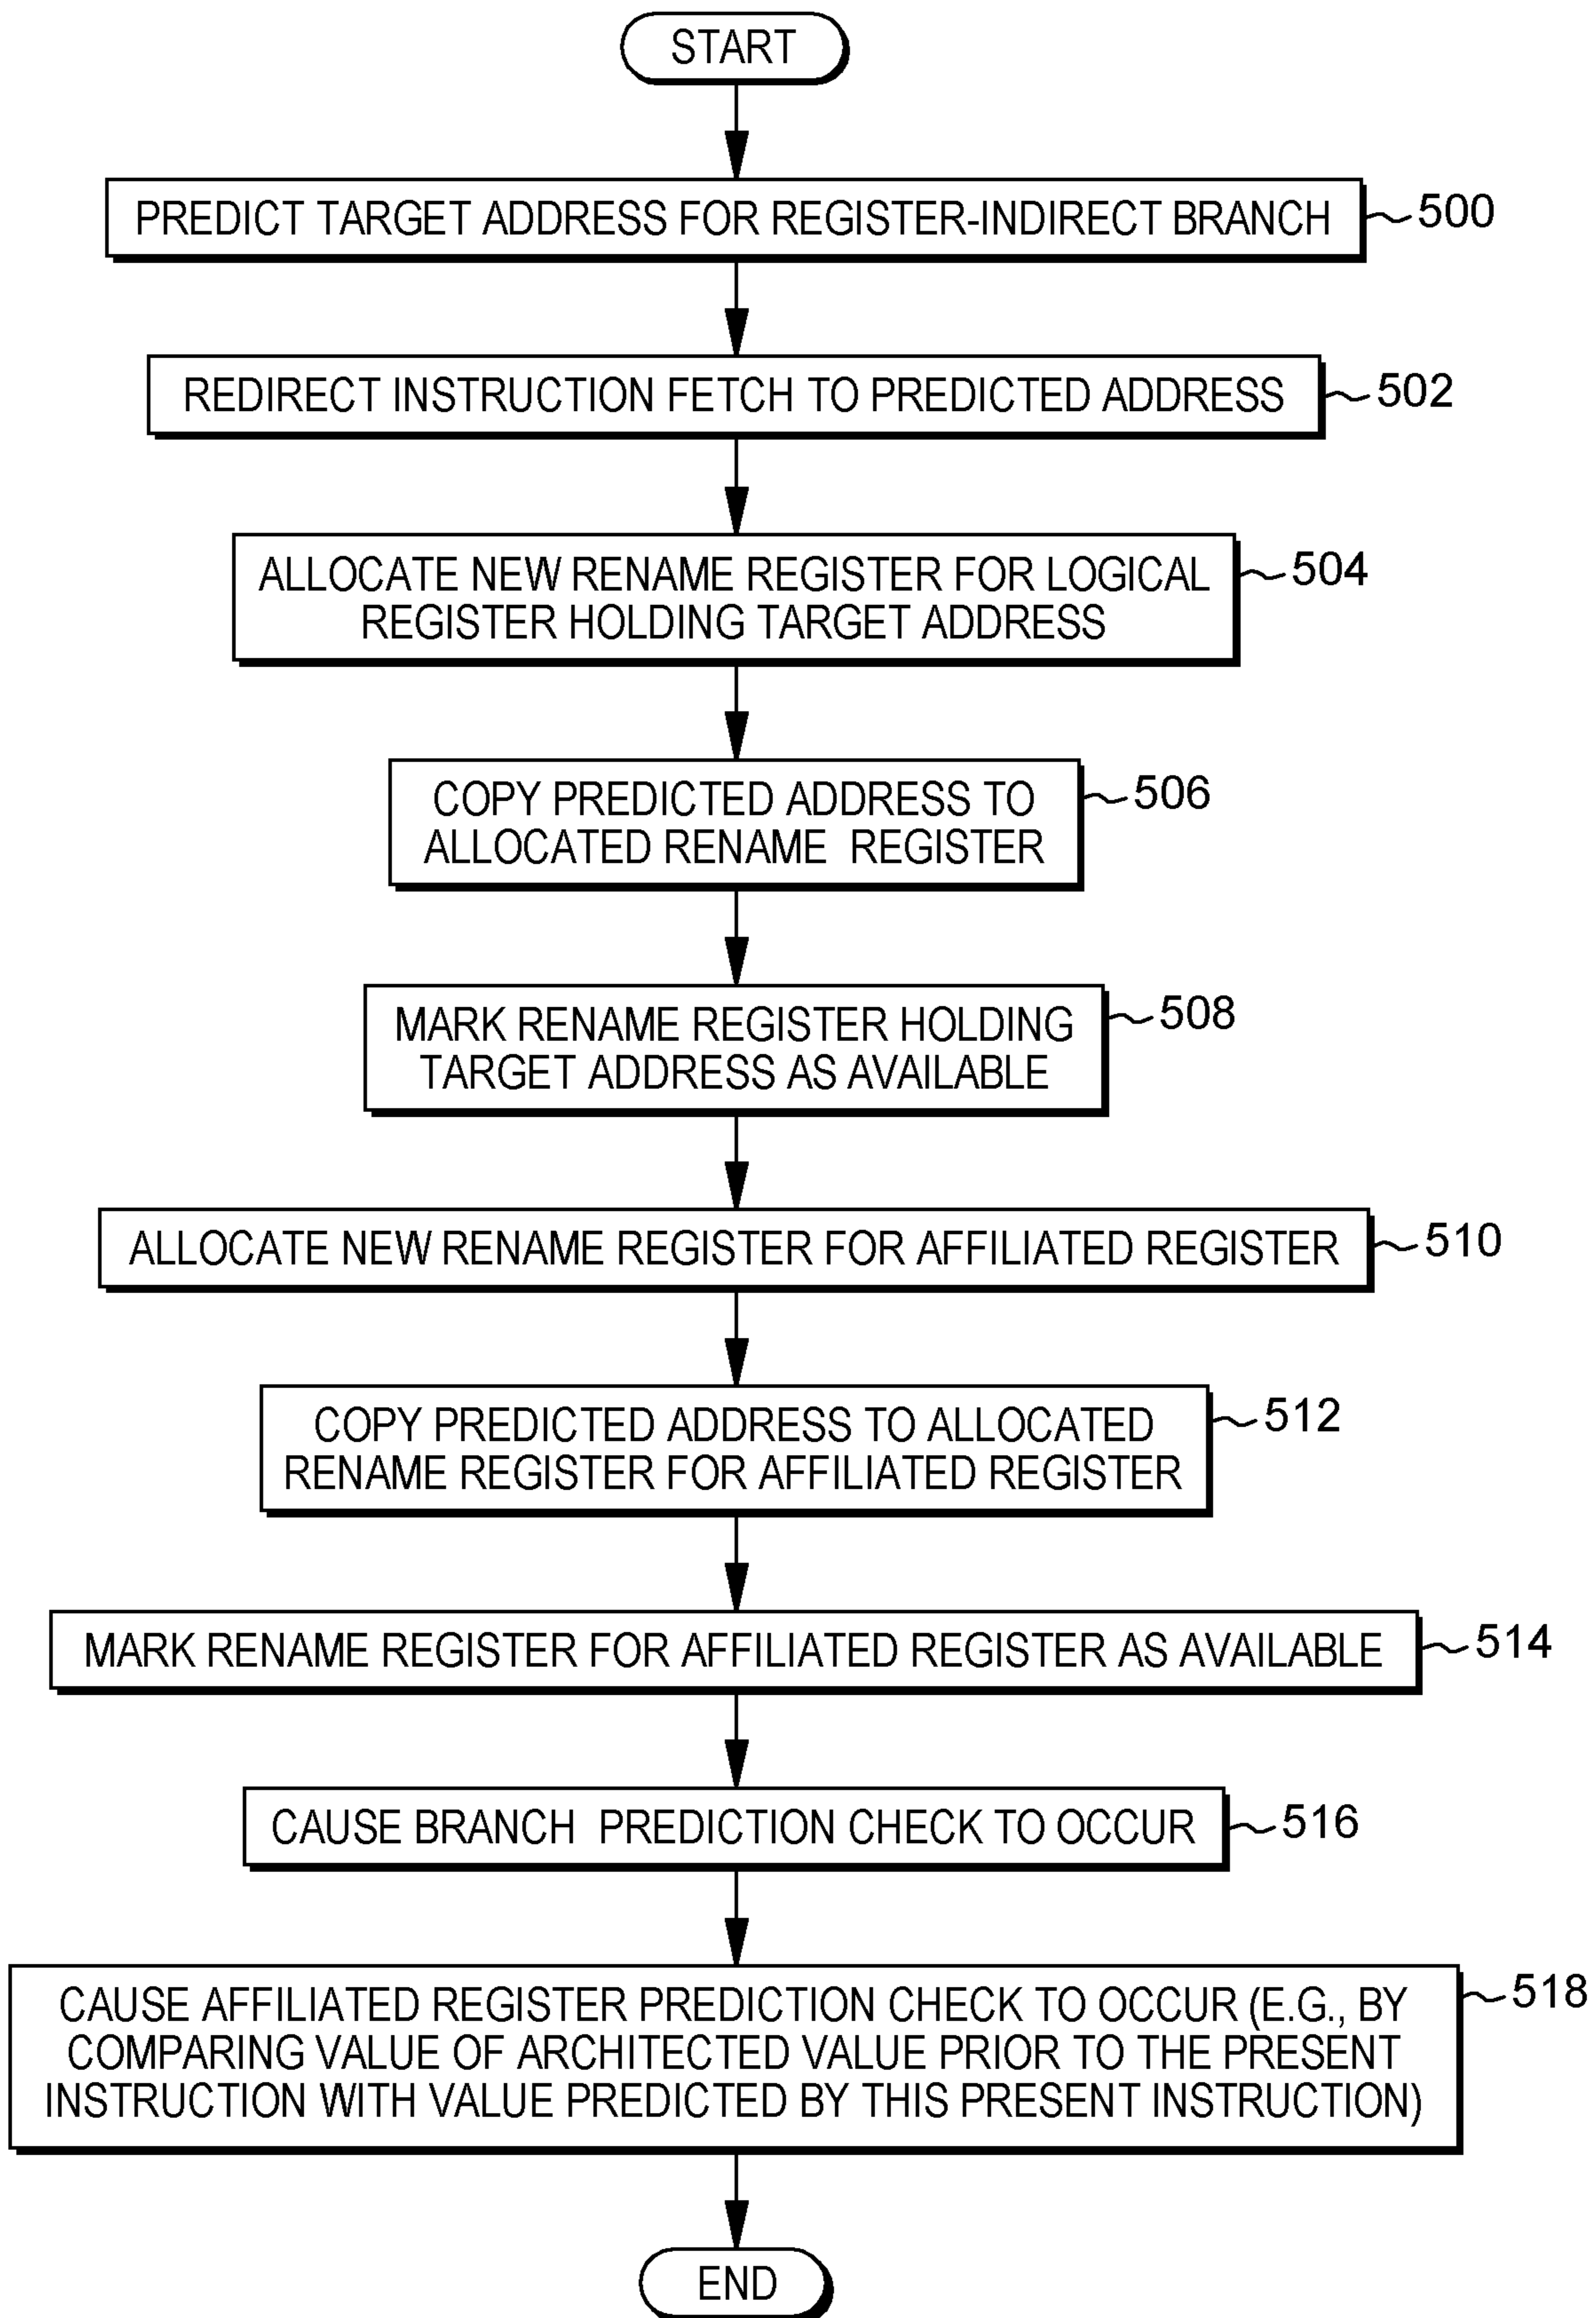 START
PREDICT TARGET ADDRESS FOR REGISTER-INDIRECT BRANCH
500
REDIRECT INSTRUCTION FETCH TO PREDICTED ADDRESS
502
ALLOCATE NEW RENAME REGISTER FOR LOGICAL
REGISTER HOLDING TARGET ADDRESS
504
COPY PREDICTED ADDRESS TO
ALLOCATED RENAME REGISTER
506
MARK RENAME REGISTER HOLDING
TARGET ADDRESS AS AVAILABLE
508
ALLOCATE NEW RENAME REGISTER FOR AFFILIATED REGISTER
510
COPY PREDICTED ADDRESS TO ALLOCATED
RENAME REGISTER FOR AFFILIATED REGISTER
512
MARK RENAME REGISTER FOR AFFILIATED REGISTER AS AVAILABLE
514
CAUSE BRANCH PREDICTION CHECK TO OCCUR
516
CAUSE AFFILIATED REGISTER PREDICTION CHECK TO OCCUR (E.G., BY
COMPARING VALUE OF ARCHITECTED VALUE PRIOR TO THE PRESENT
INSTRUCTION WITH VALUE PREDICTED BY THIS PRESENT INSTRUCTION)
518
END